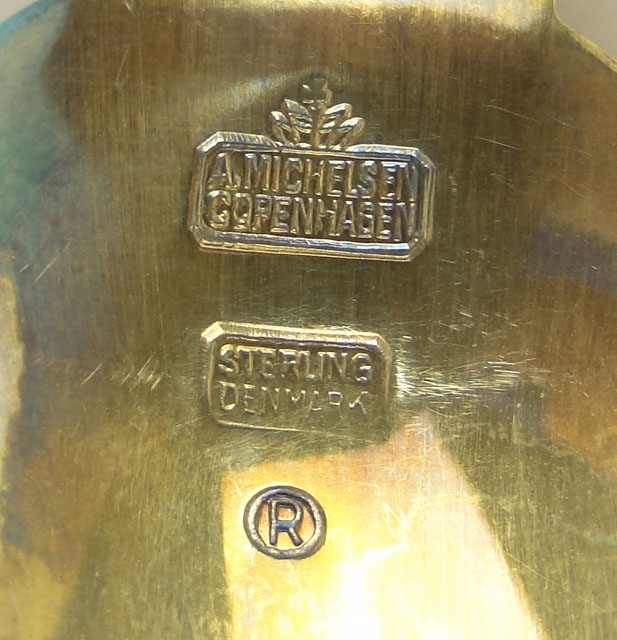 A.MICHELSEN
COPENHAGEN
STERLING
DENMARK
®